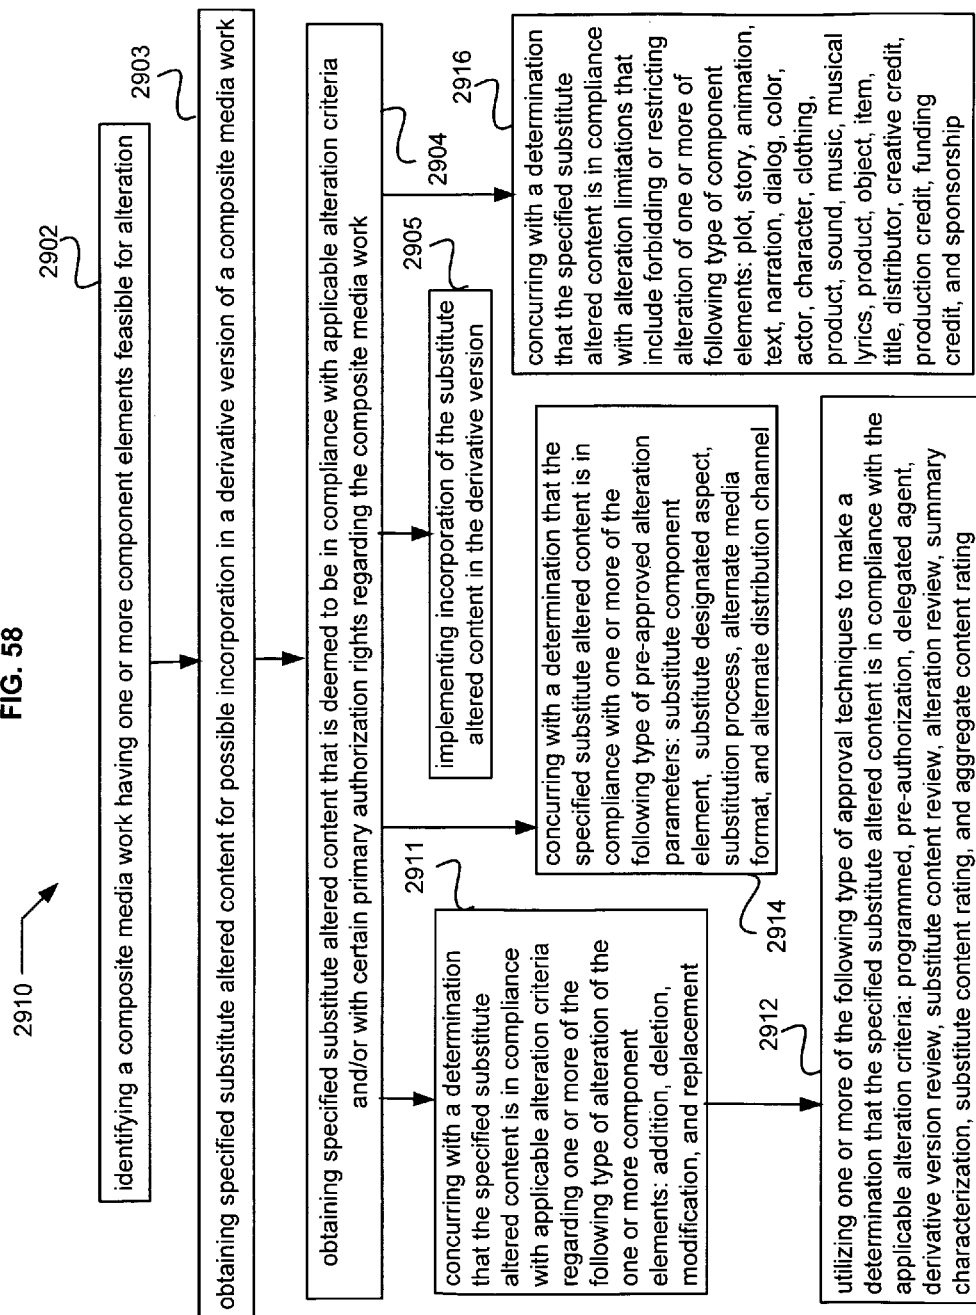 FIG. 58
2910
2902
identifying a composite media work having one or more component elements feasible for alteration
2903
obtaining specified substitute altered content for possible incorporation in a derivative version of a composite media work
obtaining specified substitute altered content that is deemed to be in compliance with applicable alteration criteria
and/or with certain primary authorization rights regarding the composite media work
2904
2911
concurring with a determination
that the specified substitute
altered content is in compliance
with applicable alteration criteria
regarding one or more of the
following type of alteration of the
one or more component
elements: addition, deletion,
modification, and replacement
2905
implementing incorporation of the substitute
altered content in the derivative version
concurring with a determination that the
specified substitute altered content is in
compliance with one or more of the
following type of pre-approved alteration
parameters: substitute component
element, substitute designated aspect,
substitution process, alternate media
format, and alternate distribution channel
2914
2916
concurring with a determination
that the specified substitute
altered content is in compliance
with alteration limitations that
include forbidding or restricting
alteration of one or more of
following type of component
elements: plot, story, animation,
text, narration, dialog, color,
actor, character, clothing,
product, sound, music, musical
lyrics, product, object, item,
title, distributor, creative credit,
production credit, funding
credit, and sponsorship
2912
utilizing one or more of the following type of approval techniques to make a
determination that the specified substitute altered content is in compliance with the
applicable alteration criteria: programmed, pre-authorization, delegated agent,
derivative version review, substitute content review, alteration review, summary
characterization, substitute content rating, and aggregate content rating